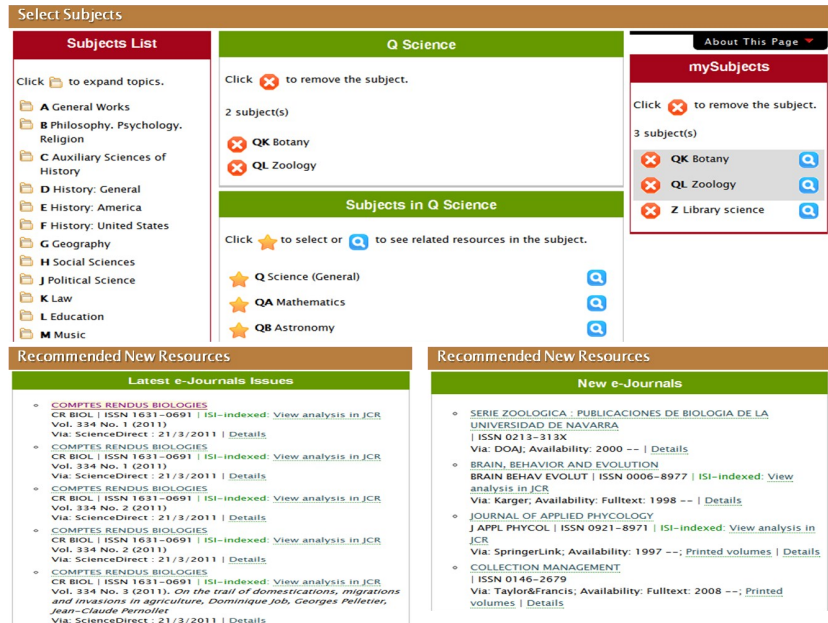 Select Subjects
Subjects List
Click to expand topics.
A General Works
B Philosophy. Psychology.
Religion
C Auxiliary Sciences of
History
D History: General
E History: America
F History: United States
G Geography
H Social Sciences
J Political Science
K Law
L Education
M Music
Q Science
Click to remove the subject.
2 subject(s)
QK Botany
QL Zoology
Subjects in Q Science
Click to select or to see related resources in the subject.
Q Science (General)
QA Mathematics
QB Astronomy
About This Page
mySubjects
Click to remove the subject.
3 subject(s)
QK Botany
QL Zoology
Z Library science
Recommended New Resources
Latest e-Journals Issues
COMPTES RENDUS BIOLOGIES
CR BIOL | ISSN 1631-0691 | ISI-indexed: View analysis in JCR
Vol. 334 No. 1 (2011)
Via: ScienceDirect : 21/3/2011 | Details
COMPTES RENDUS BIOLOGIES
CR BIOL | ISSN 1631-0691 | ISI-indexed: View analysis in JCR
Vol. 334 No. 1 (2011)
Via: ScienceDirect : 21/3/2011 | Details
COMPTES RENDUS BIOLOGIES
CR BIOL | ISSN 1631-0691 | ISI-indexed: View analysis in JCR
Vol. 334 No. 2 (2011)
Via: ScienceDirect : 21/3/2011 | Details
COMPTES RENDUS BIOLOGIES
CR BIOL | ISSN 1631-0691 | ISI-indexed: View analysis in JCR
Vol. 334 No. 2 (2011)
Via: ScienceDirect : 21/3/2011 | Details
COMPTES RENDUS BIOLOGIES
CR BIOL | ISSN 1631-0691 | ISI-indexed: View analysis in JCR
Vol. 334 No. 3 (2011). On the trail of domestications, migrations
and invasions in agriculture, Dominique Job, Georges Pelletier,
Jean-Claude Pernollet
Via: ScienceDirect : 21/3/2011 | Details
Recommended New Resources
New e-Journals
SERIE ZOOLOGICA : PUBLICACIONES DE BIOLOGIA DE LA
UNIVERSIDAD DE NAVARRA
| ISSN 0213-313X
Via: DOAJ; Availability: 2000 -- | Details
BRAIN, BEHAVIOR AND EVOLUTION
BRAIN BEHAV EVOLUT | ISSN 0006-8977 | ISI-indexed: View
analysis in JCR
Via: Karger; Availability: Fulltext: 1998 -- | Details
JOURNAL OF APPLIED PHYCOLOGY
J APPL PHYCOL | ISSN 0921-8971 | ISI-indexed: View analysis in
JCR
Via: SpringerLink; Availability: 1997 --; Printed volumes | Details
COLLECTION MANAGEMENT
| ISSN 0146-2679
Via: Taylor&Francis; Availability: Fulltext: 2008 --; Printed
volumes | Details